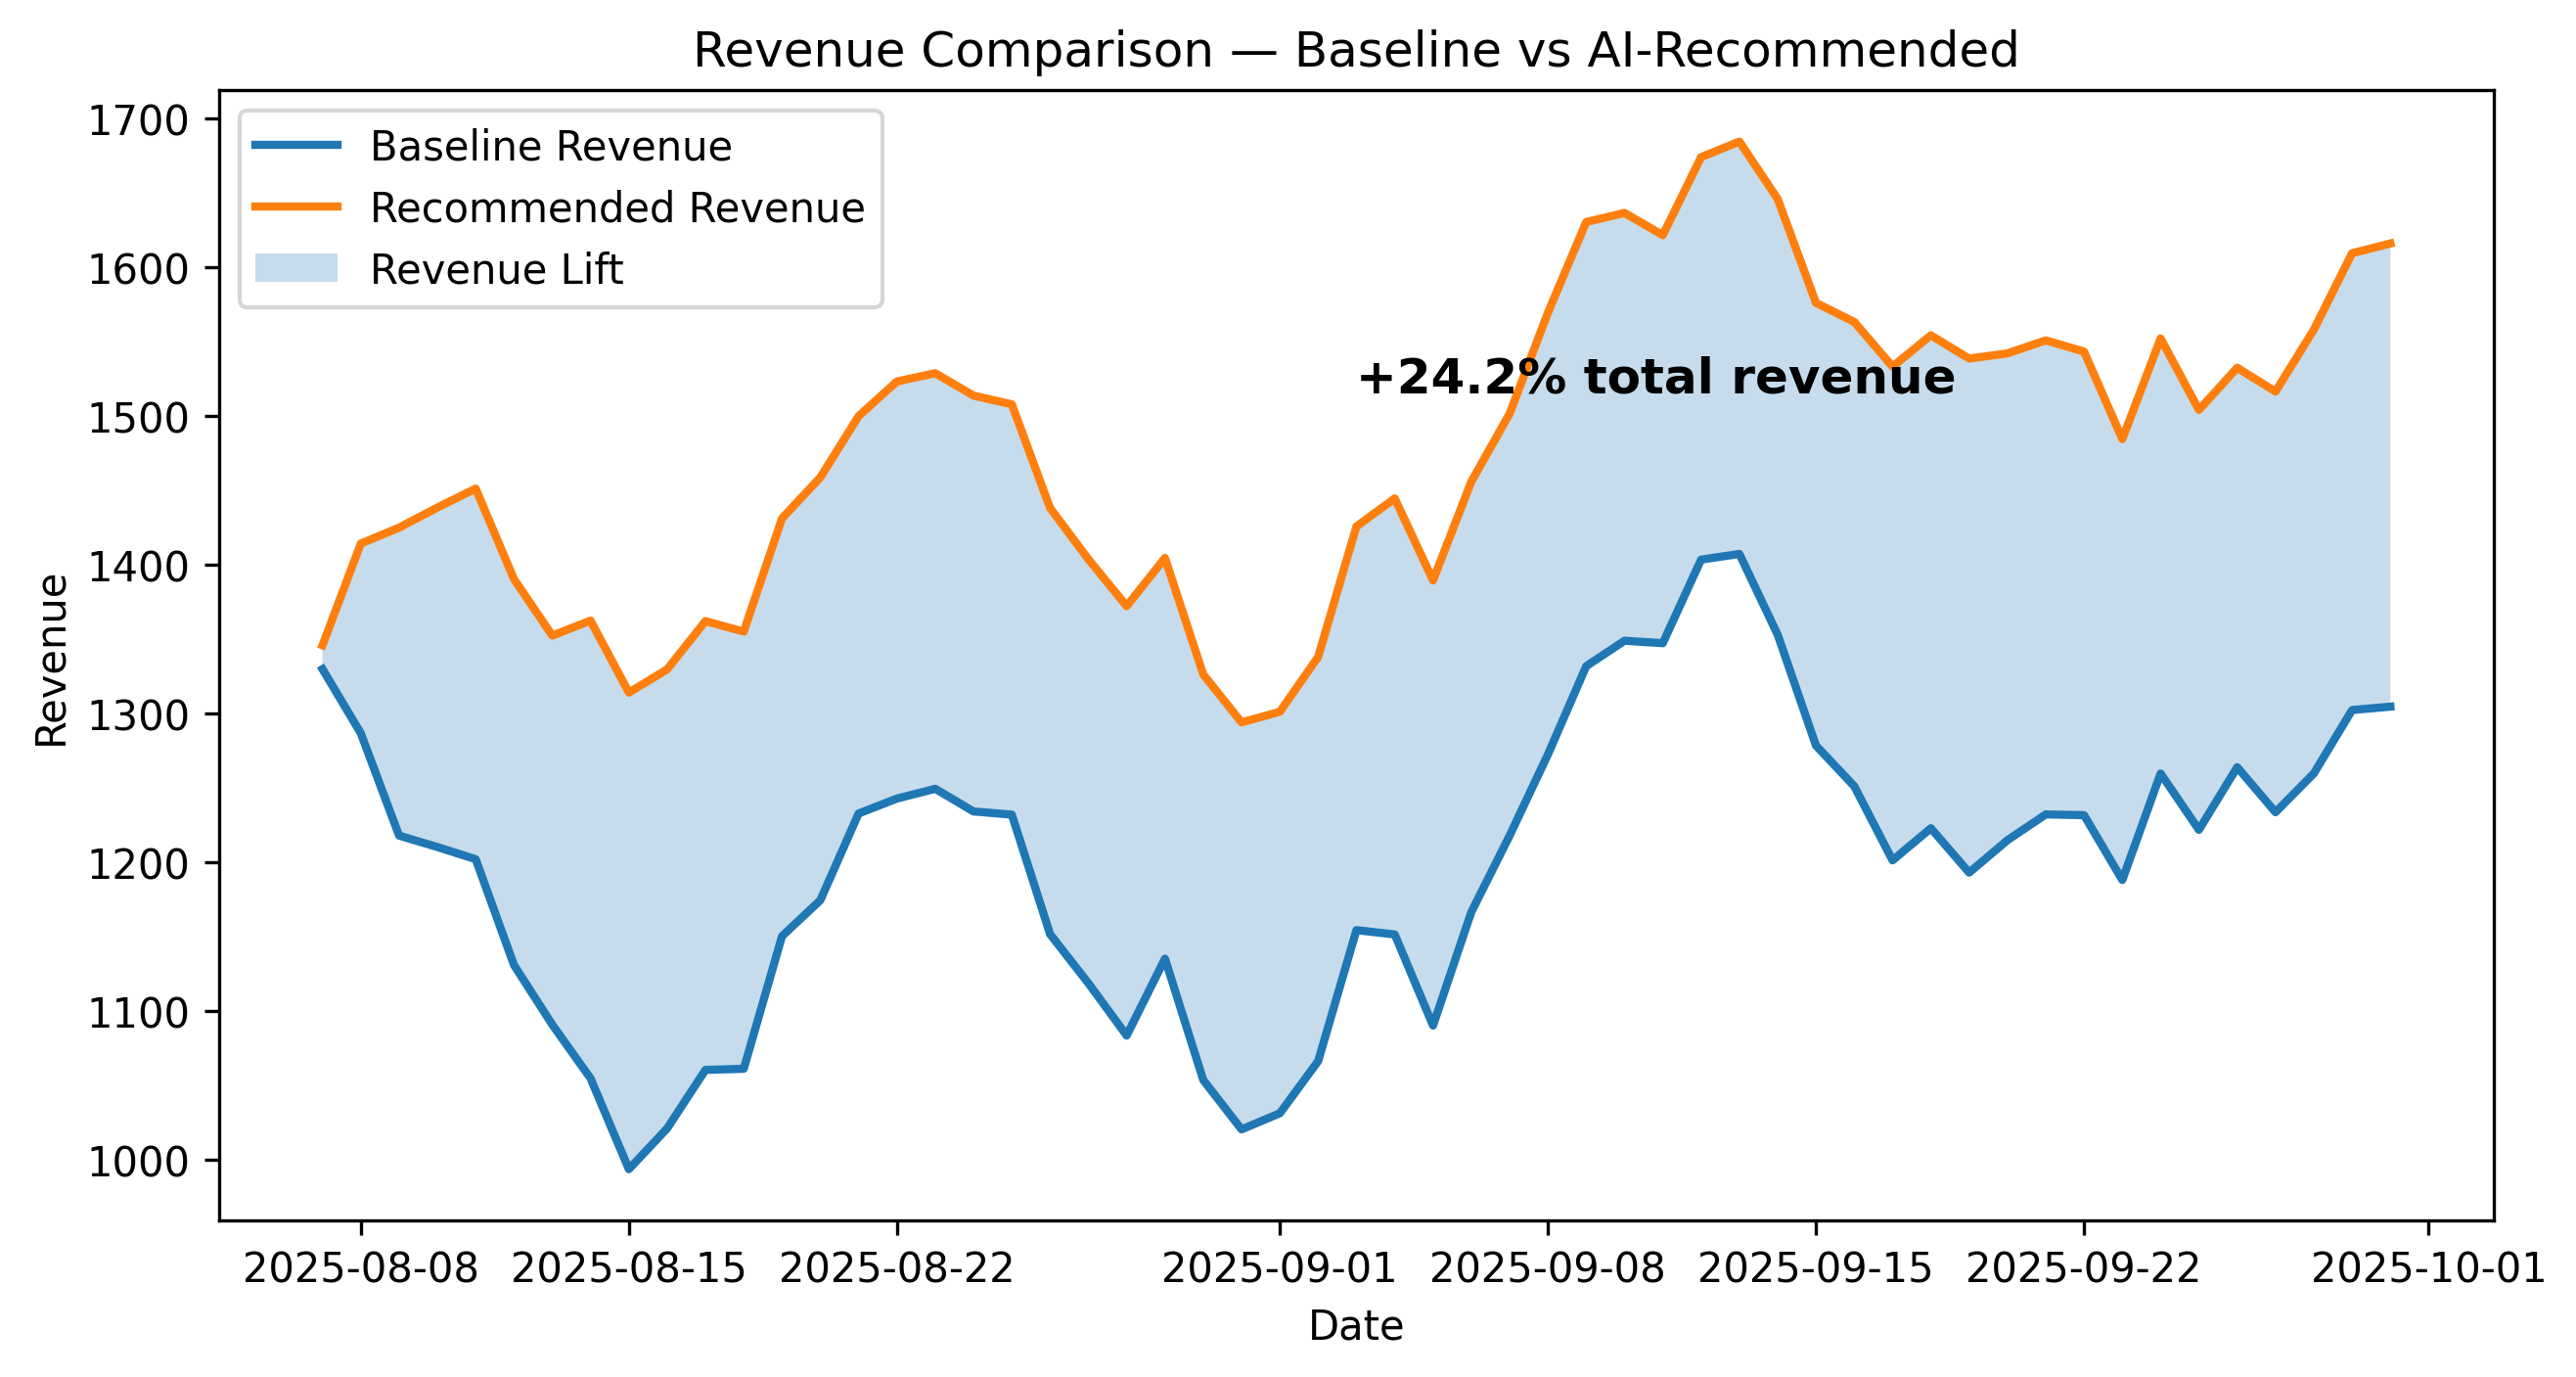 Revenue Comparison — Baseline vs AI-Recommended
1700
1600
1500
1400
1300
1200
1100
1000
Revenue
Baseline Revenue
Recommended Revenue
Revenue Lift
+24.2% total revenue
2025-08-08
2025-08-15
2025-08-22
2025-09-01
2025-09-08
2025-09-15
2025-09-22
2025-10-01
Date